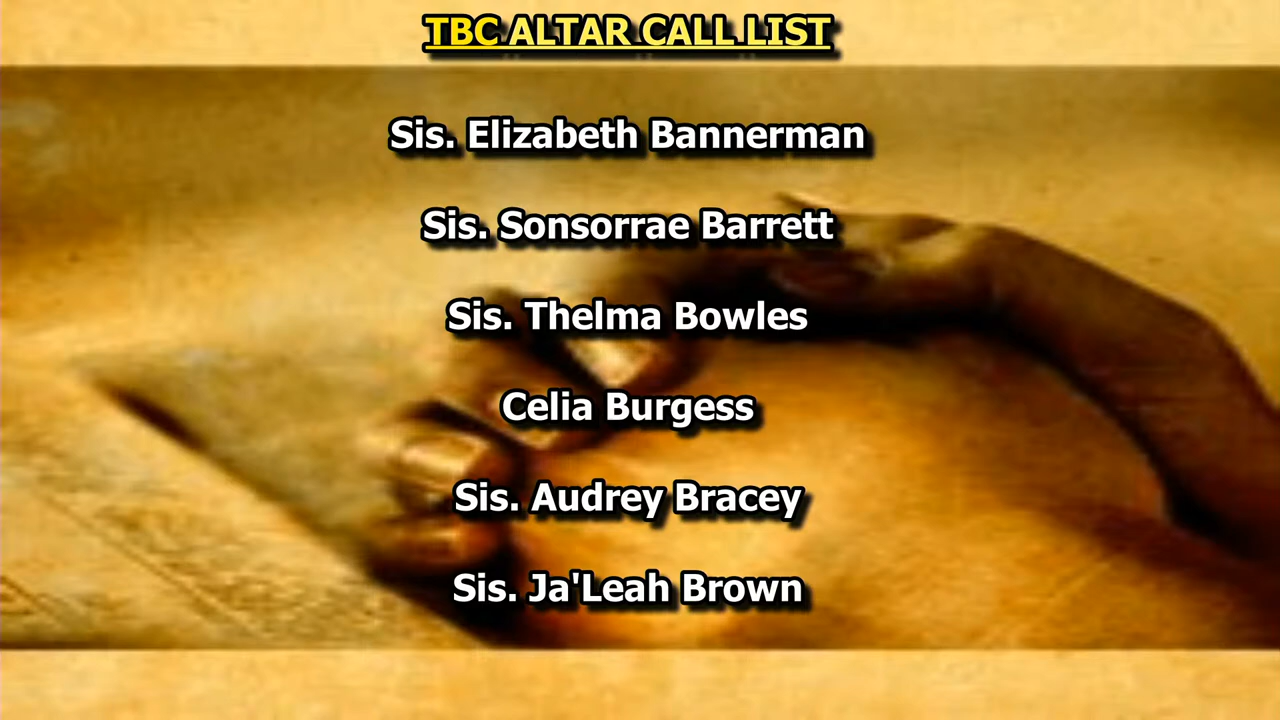 TBC ALTAR CALL LIST
Sis. Elizabeth Bannerman
Sis. Sonsorrae Barrett
Sis. Thelma Bowles
Celia Burgess
Sis. Audrey Bracey
Sis. Ja'Leah Brown